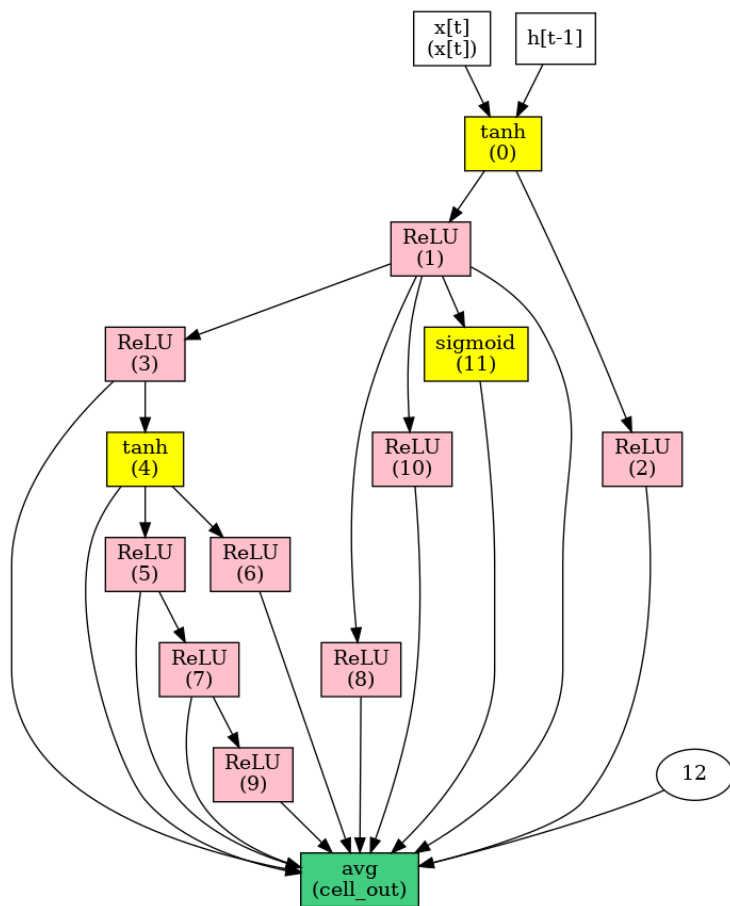 x[t]
(x[t])
h[t-1]
tanh
(0)
ReLU
(1)
ReLU
(3)
sigmoid
(11)
tanh
(4)
ReLU
(10)
ReLU
(2)
ReLU
(5)
ReLU
(6)
ReLU
(7)
ReLU
(8)
ReLU
(9)
12
avg
(cell_out)